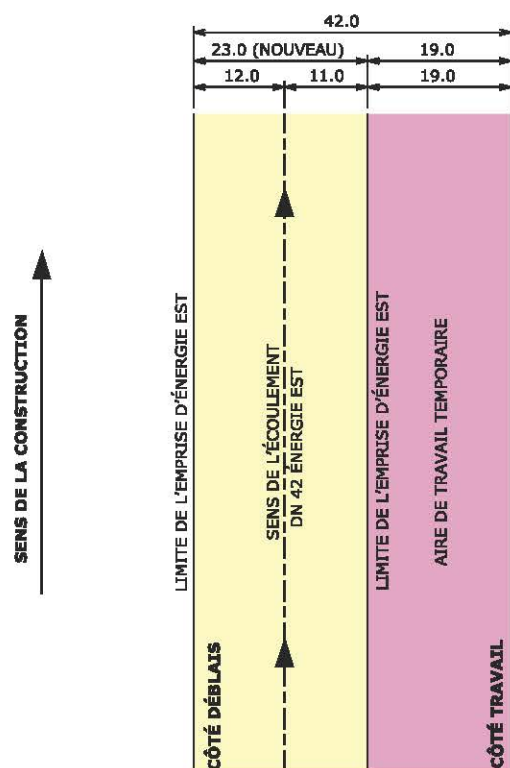 42.0
23.0 (NOUVEAU) 19.0
12.0 11.0 19.0
SENS DE LA CONSTRUCTION
LIMITE DE L'EMPRISE D'ÉNERGIE EST
SENS DE L'ÉCOULEMENT
DN 42 ÉNERGIE EST
LIMITE DE L'EMPRISE D'ÉNERGIE EST
AIRE DE TRAVAIL TEMPORAIRE
CÔTÉ DÉBLAIS
CÔTÉ TRAVAIL